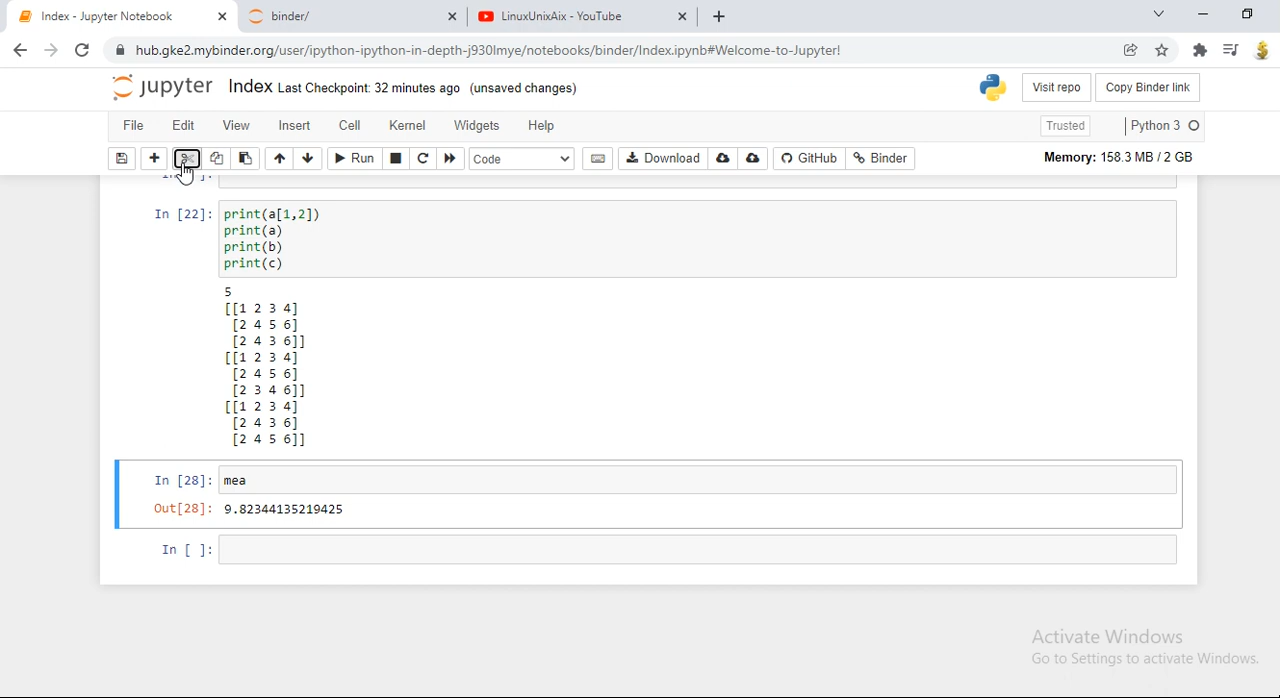 Index - Jupyter Notebook
binder/
LinuxUnixAix - YouTube
hub.gke2.mybinder.org/user/ipython-ipython-in-depth-j930lmye/notebooks/binder/Index.ipynb#Welcome-to-Jupyter!
jupyter Index Last Checkpoint: 32 minutes ago (unsaved changes)
Visit repo
Copy Binder link
File Edit View Insert Cell Kernel Widgets Help
Trusted
Python 3
Run
Code
Download
GitHub
Binder
Memory: 158.3 MB / 2 GB
In [22]: print(a[1,2])
print(a)
print(b)
print(c)
5
[[1 2 3 4]
[2 4 5 6]
[2 4 3 6]]
[[1 2 3 4]
[2 4 5 6]
[2 3 4 6]]
[[1 2 3 4]
[2 4 3 6]
[2 4 5 6]]
In [28]: mea
Out[28]: 9.82344135219425
In [ ]:
Activate Windows
Go to Settings to activate Windows.